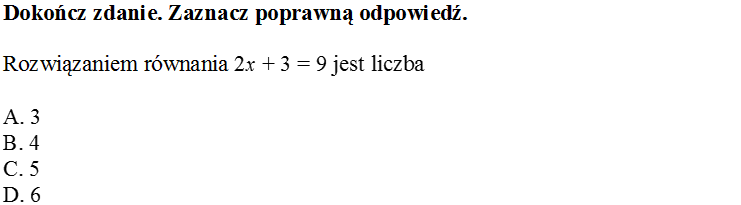 Dokończ zdanie. Zaznacz poprawną odpowiedź.
Rozwiązaniem równania 2x + 3 = 9 jest liczba
A. 3
B. 4
C. 5
D. 6